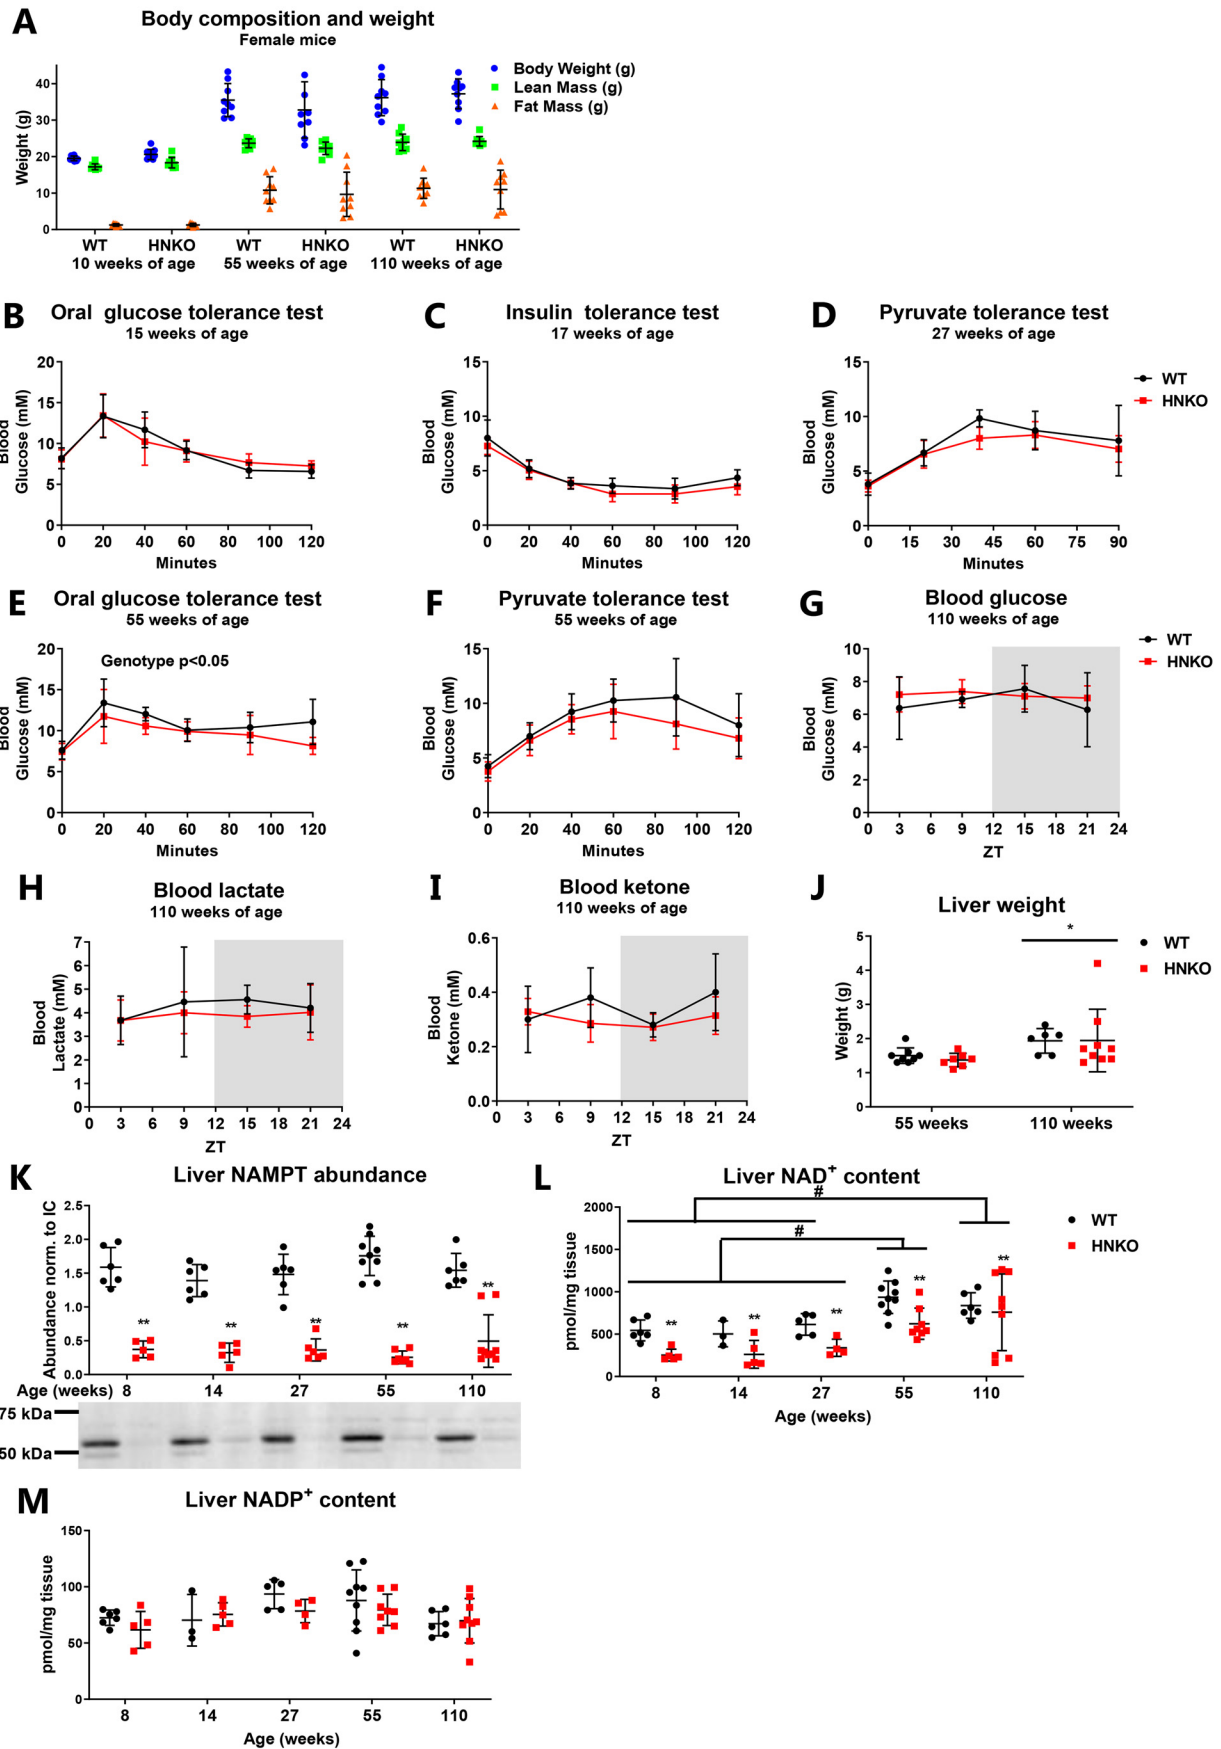 A
Body composition and weight
Female mice
Body Weight (g)
Lean Mass (g)
Fat Mass (g)
Weight (g)
40
30
20
10
0
WT HNKO WT HNKO WT HNKO
10 weeks of age 55 weeks of age 110 weeks of age
B
Oral glucose tolerance test
15 weeks of age
Blood
Glucose (mM)
20
15
10
5
0
0 20 40 60 80 100 120
Minutes
C
Insulin tolerance test
17 weeks of age
Blood
Glucose (mM)
15
10
5
0
0 20 40 60 80 100 120
Minutes
D
Pyruvate tolerance test
27 weeks of age
Blood
Glucose (mM)
15
10
5
0
0 15 30 45 60 75 90
Minutes
WT
HNKO
E
Oral glucose tolerance test
55 weeks of age
Genotype p<0.05
Blood
Glucose (mM)
20
15
10
5
0
0 20 40 60 80 100 120
Minutes
F
Pyruvate tolerance test
55 weeks of age
Blood
Glucose (mM)
15
10
5
0
0 20 40 60 80 100 120
Minutes
G
Blood glucose
110 weeks of age
Blood
Glucose (mM)
10
8
6
4
2
0
0 3 6 9 12 15 18 21 24
ZT
WT
HNKO
H
Blood lactate
110 weeks of age
Blood
Lactate (mM)
7
6
5
4
3
2
1
0
0 3 6 9 12 15 18 21 24
ZT
I
Blood ketone
110 weeks of age
Blood
Ketone (mM)
0.6
0.4
0.2
0.0
0 3 6 9 12 15 18 21 24
ZT
J
Liver weight
Weight (g)
5
4
3
2
1
0
*
55 weeks 110 weeks
WT
HNKO
K
Liver NAMPT abundance
Abundance norm. to IC
2.5
2.0
1.5
1.0
0.5
0.0
** ** ** ** **
Age (weeks) 8 14 27 55 110
75 kDa
50 kDa
L
Liver NAD+ content
pmol/mg tissue
2000
1500
1000
500
0
#
#
** ** ** ** **
8 14 27 55 110
Age (weeks)
WT
HNKO
M
Liver NADP+ content
pmol/mg tissue
150
100
50
0
8 14 27 55 110
Age (weeks)